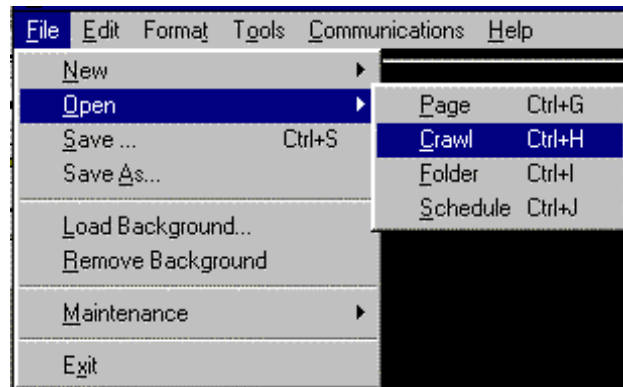 File Edit Format Tools Communications Help
New
Open
Save ... Ctrl+S
Save As...
Load Background...
Remove Background
Maintenance
Exit
Page Ctrl+G
Crawl Ctrl+H
Folder Ctrl+I
Schedule Ctrl+J